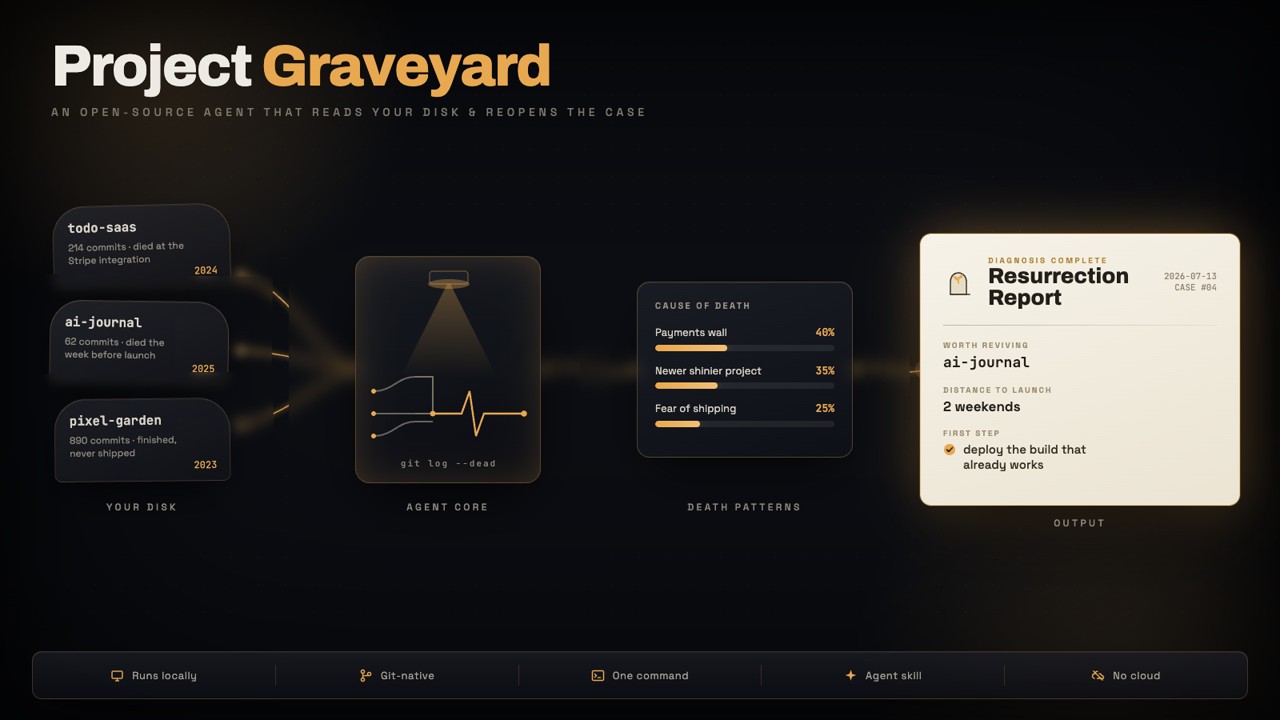 Project Graveyard
AN OPEN-SOURCE AGENT THAT READS YOUR DISK & REOPENS THE CASE
todo-saas
214 commits · died at the
Stripe integration
2024
ai-journal
62 commits · died the
week before launch
2025
pixel-garden
890 commits · finished,
never shipped
2023
YOUR DISK
git log --dead
AGENT CORE
CAUSE OF DEATH
Payments wall 40%
Newer shinier project 35%
Fear of shipping 25%
DEATH PATTERNS
DIAGNOSIS COMPLETE
Resurrection
Report
2026-07-13
CASE #04
WORTH REVIVING
ai-journal
DISTANCE TO LAUNCH
2 weekends
FIRST STEP
deploy the build that
already works
OUTPUT
Runs locally
Git-native
One command
Agent skill
No cloud